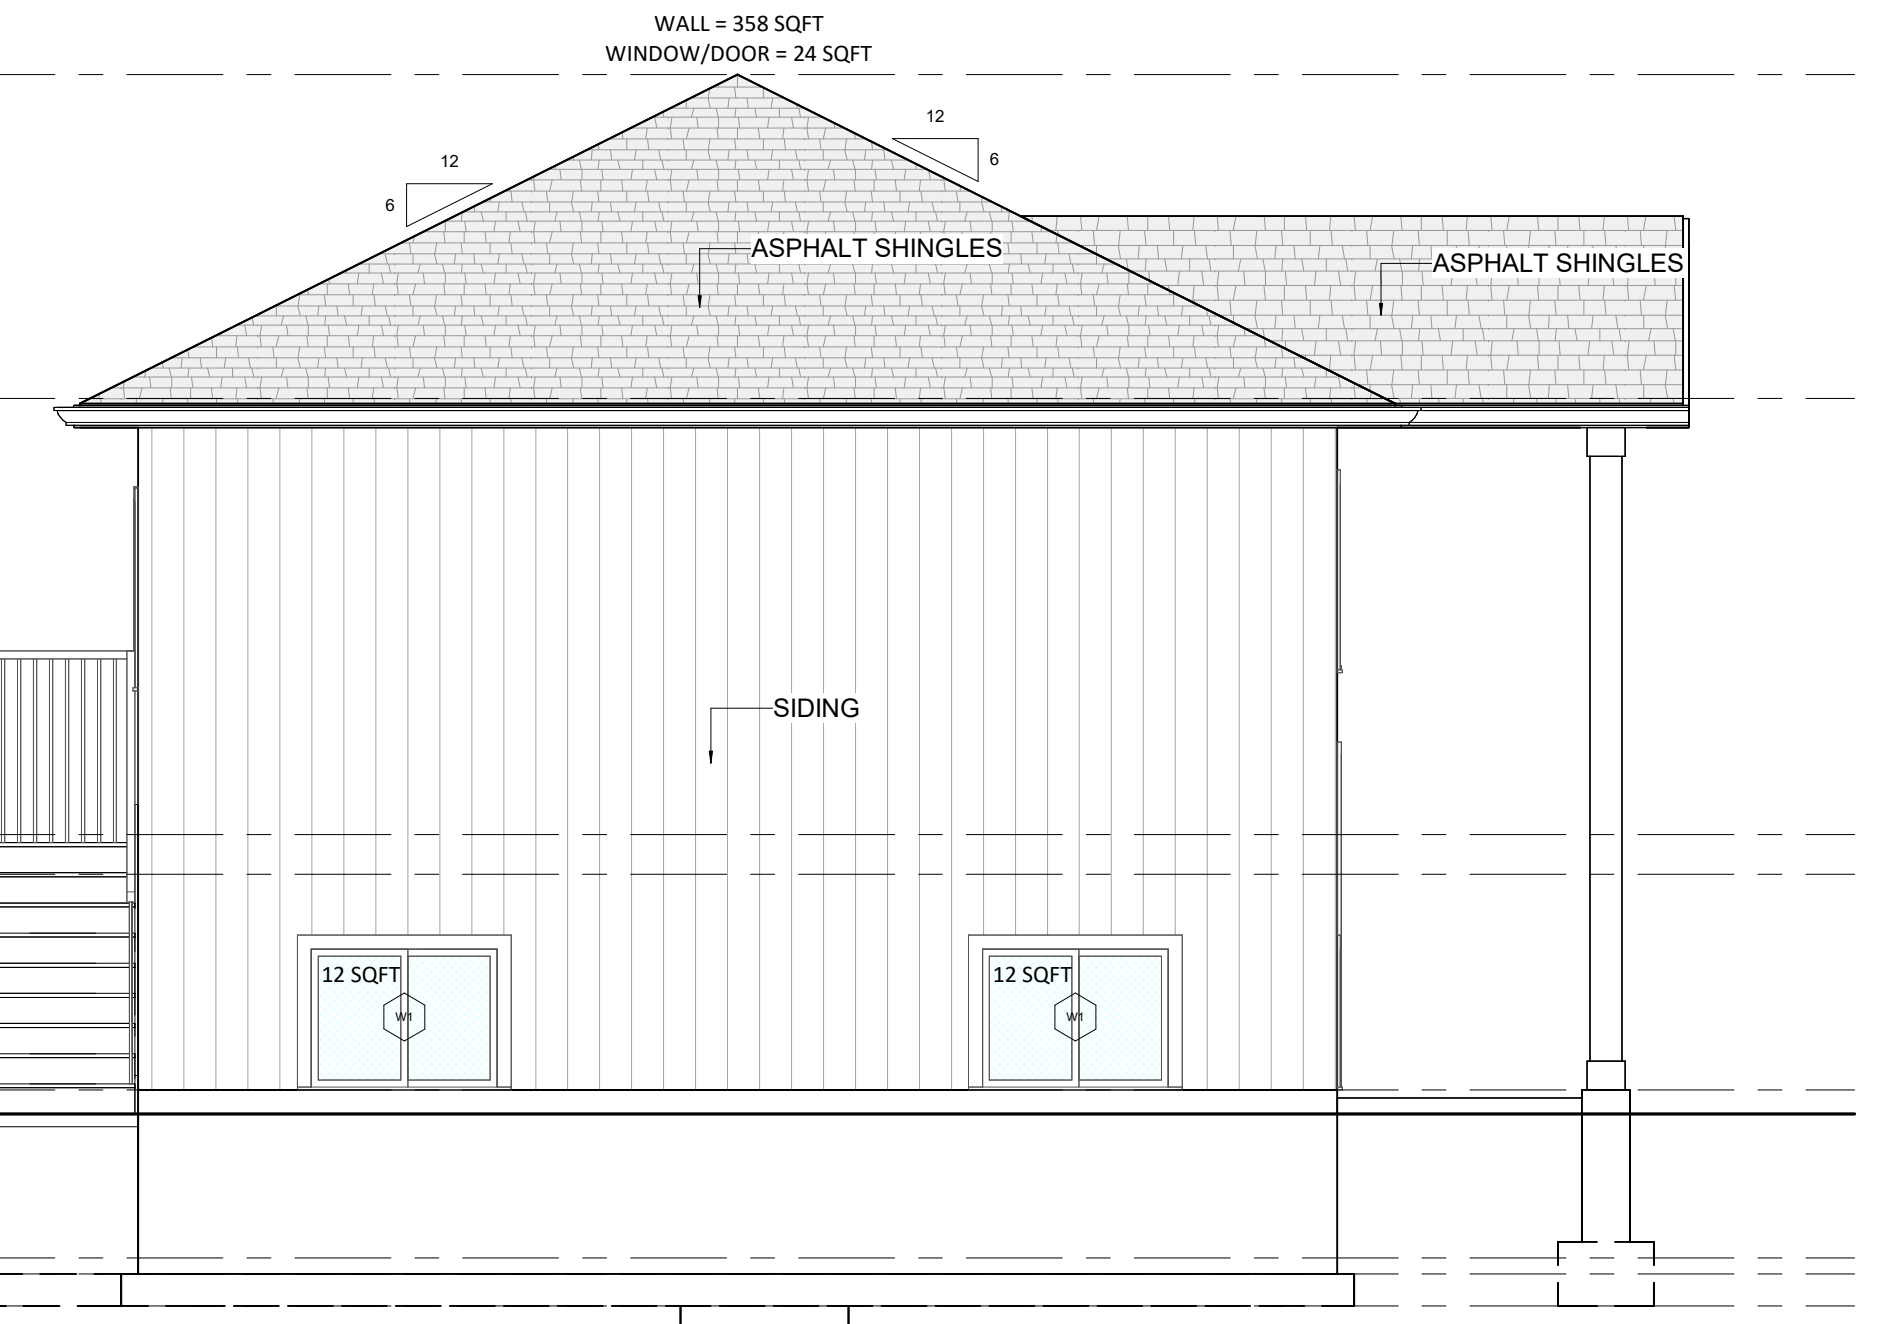 WALL = 358 SQFT
WINDOW/DOOR = 24 SQFT
12
6
12
6
ASPHALT SHINGLES
ASPHALT SHINGLES
SIDING
12 SQFT
W1
12 SQFT
W1